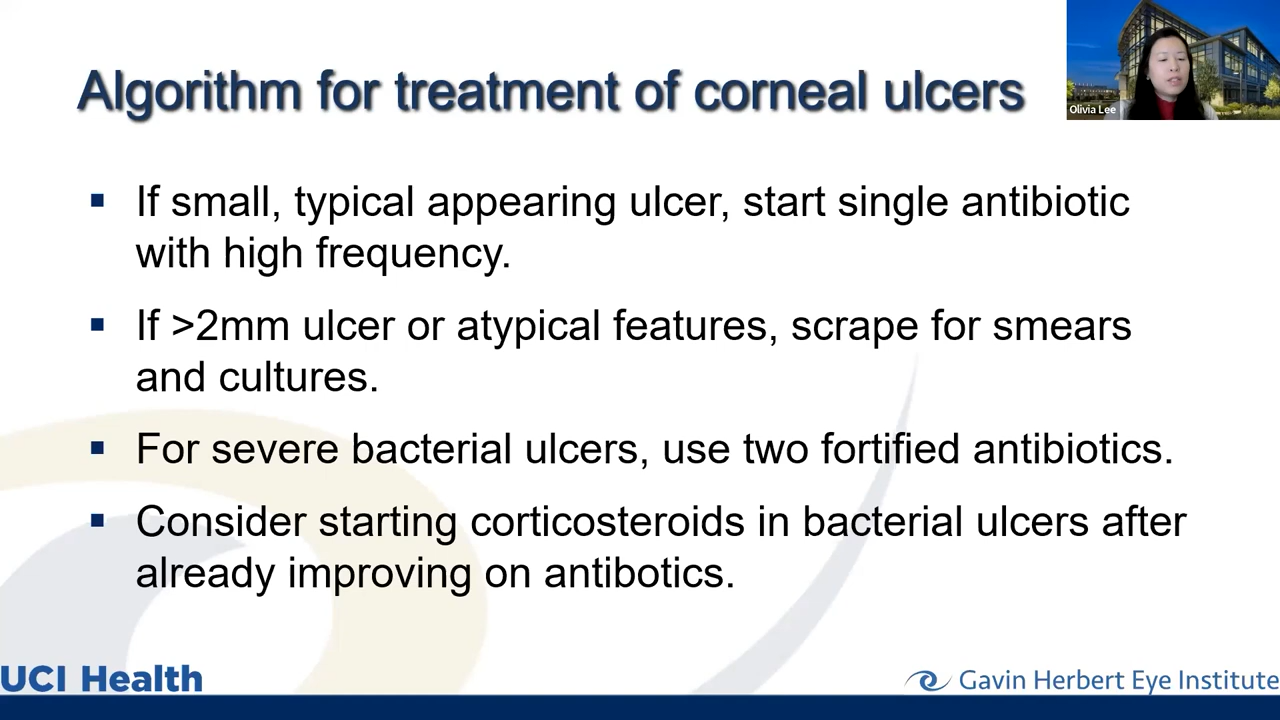 Algorithm for treatment of corneal ulcers
Olivia Lee
▪ If small, typical appearing ulcer, start single antibiotic
with high frequency.
▪ If >2mm ulcer or atypical features, scrape for smears
and cultures.
▪ For severe bacterial ulcers, use two fortified antibiotics.
▪ Consider starting corticosteroids in bacterial ulcers after
already improving on antibotics.
UCI Health
Gavin Herbert Eye Institute